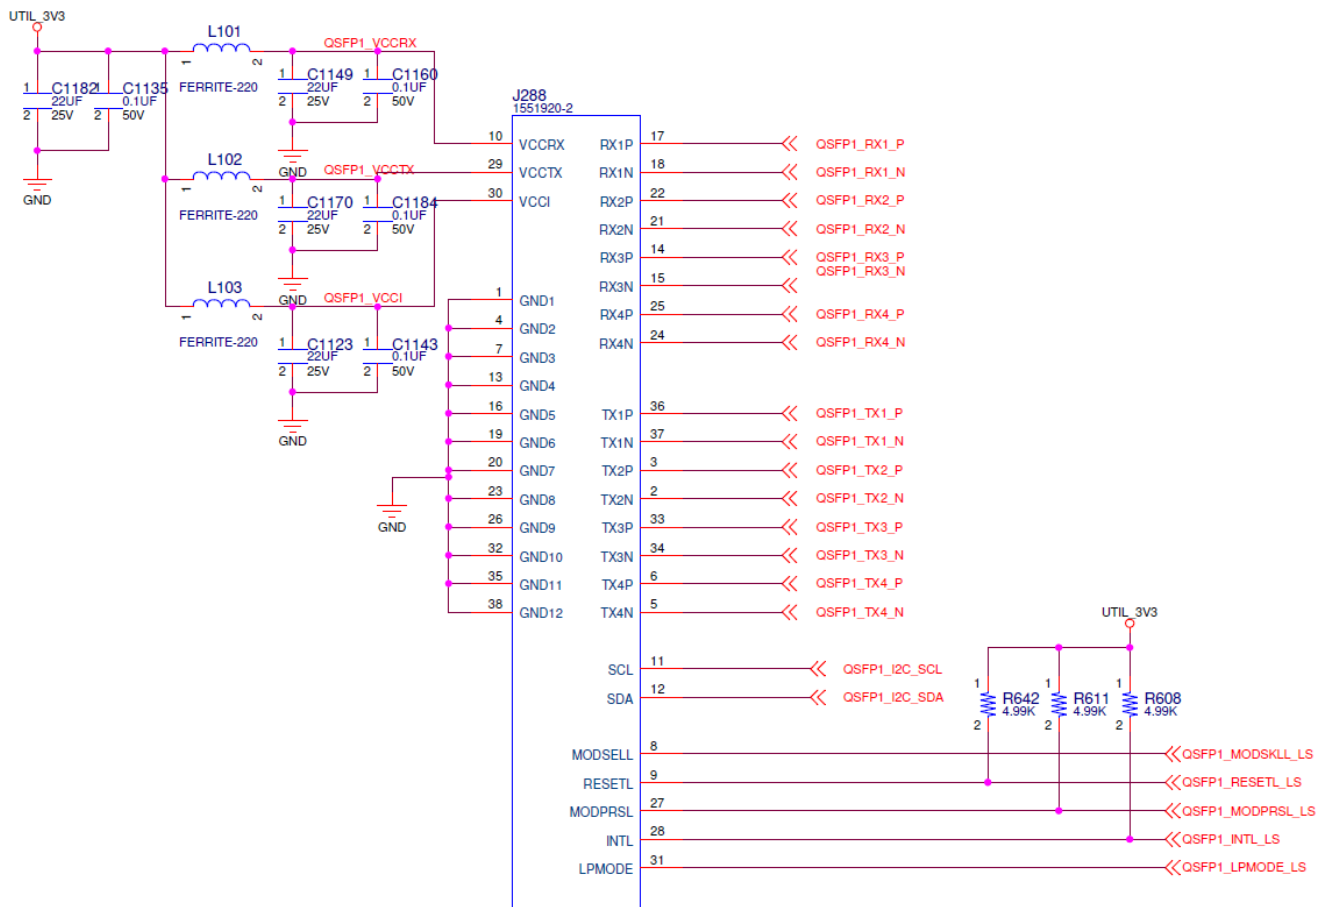 UTIL_3V3
L101
1
2
FERRITE-220
QSFP1_VCCRX
1
C1182
22UF
2
25V
1
C1135
0.1UF
2
50V
1
C1149
22UF
2
25V
1
C1160
0.1UF
2
50V
GND
GND
L102
1
2
FERRITE-220
QSFP1_VCCTX
1
C1170
22UF
2
25V
1
C1184
0.1UF
2
50V
GND
L103
1
2
FERRITE-220
QSFP1_VCCI
1
C1123
22UF
2
25V
1
C1143
0.1UF
2
50V
GND
J288
1551920-2
10 VCCRX
29 VCCTX
30 VCCI
1 GND1
4 GND2
7 GND3
13 GND4
16 GND5
19 GND6
20 GND7
23 GND8
26 GND9
32 GND10
35 GND11
38 GND12
GND
RX1P 17 QSFP1_RX1_P
RX1N 18 QSFP1_RX1_N
RX2P 22 QSFP1_RX2_P
RX2N 21 QSFP1_RX2_N
RX3P 14 QSFP1_RX3_P
RX3N 15 QSFP1_RX3_N
RX4P 25 QSFP1_RX4_P
RX4N 24 QSFP1_RX4_N
TX1P 36 QSFP1_TX1_P
TX1N 37 QSFP1_TX1_N
TX2P 3 QSFP1_TX2_P
TX2N 2 QSFP1_TX2_N
TX3P 33 QSFP1_TX3_P
TX3N 34 QSFP1_TX3_N
TX4P 6 QSFP1_TX4_P
TX4N 5 QSFP1_TX4_N
SCL 11 QSFP1_I2C_SCL
SDA 12 QSFP1_I2C_SDA
UTIL_3V3
1
R642
4.99K
2
1
R611
4.99K
2
1
R608
4.99K
2
MODSELL 8 QSFP1_MODSKLL_LS
RESETL 9 QSFP1_RESETL_LS
MODPRSL 27 QSFP1_MODPRSL_LS
INTL 28 QSFP1_INTL_LS
LPMODE 31 QSFP1_LPMODE_LS